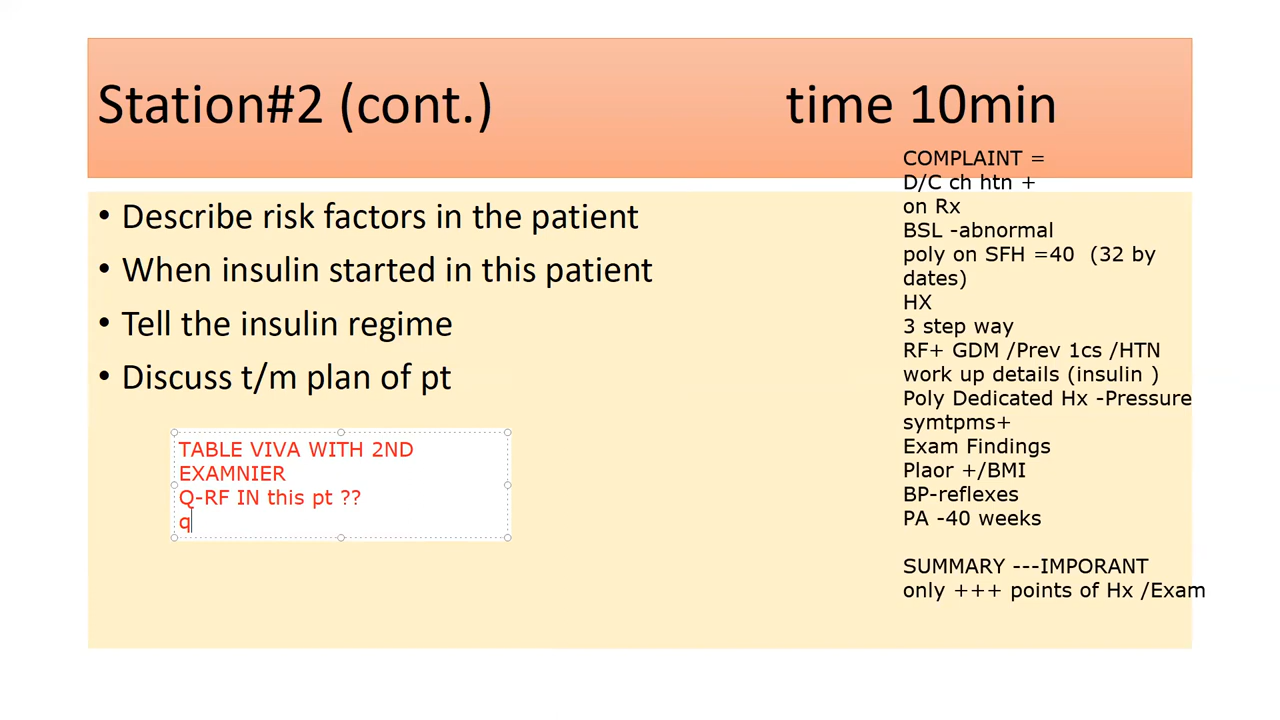 Station#2 (cont.) time 10min
• Describe risk factors in the patient
• When insulin started in this patient
• Tell the insulin regime
• Discuss t/m plan of pt
TABLE VIVA WITH 2ND
EXAMNIER
Q-RF IN this pt ??
q
COMPLAINT =
D/C ch htn +
on Rx
BSL -abnormal
poly on SFH =40 (32 by
dates)
HX
3 step way
RF+ GDM /Prev 1cs /HTN
work up details (insulin )
Poly Dedicated Hx -Pressure
symtpms+
Exam Findings
Plaor +/BMI
BP-reflexes
PA -40 weeks
SUMMARY ---IMPORANT
only +++ points of Hx /Exam